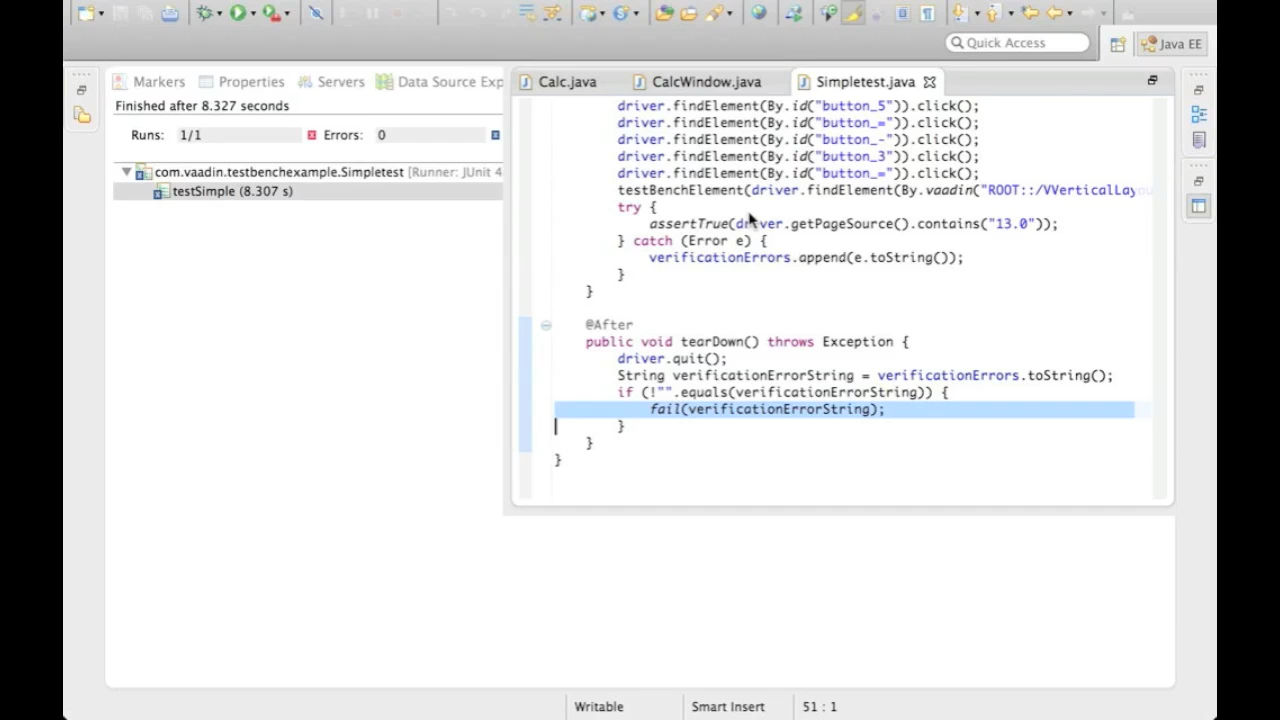 Quick Access
Java EE
Markers
Properties
Servers
Data Source Exp
Calc.java
CalcWindow.java
Simpletest.java
Finished after 8.327 seconds
Runs: 1/1
Errors: 0
com.vaadin.testbenchexample.Simpletest [Runner: JUnit 4
testSimple (8.307 s)
driver.findElement(By.id("button_5")).click();
driver.findElement(By.id("button_=")).click();
driver.findElement(By.id("button_-")).click();
driver.findElement(By.id("button_3")).click();
driver.findElement(By.id("button_=")).click();
testBenchElement(driver.findElement(By.vaadin("ROOT::/VVerticalLayou
try {
assertTrue(driver.getPageSource().contains("13.0"));
} catch (Error e) {
verificationErrors.append(e.toString());
}
}
@After
public void tearDown() throws Exception {
driver.quit();
String verificationErrorString = verificationErrors.toString();
if (!"".equals(verificationErrorString)) {
fail(verificationErrorString);
}
}
}
Writable
Smart Insert
51 : 1